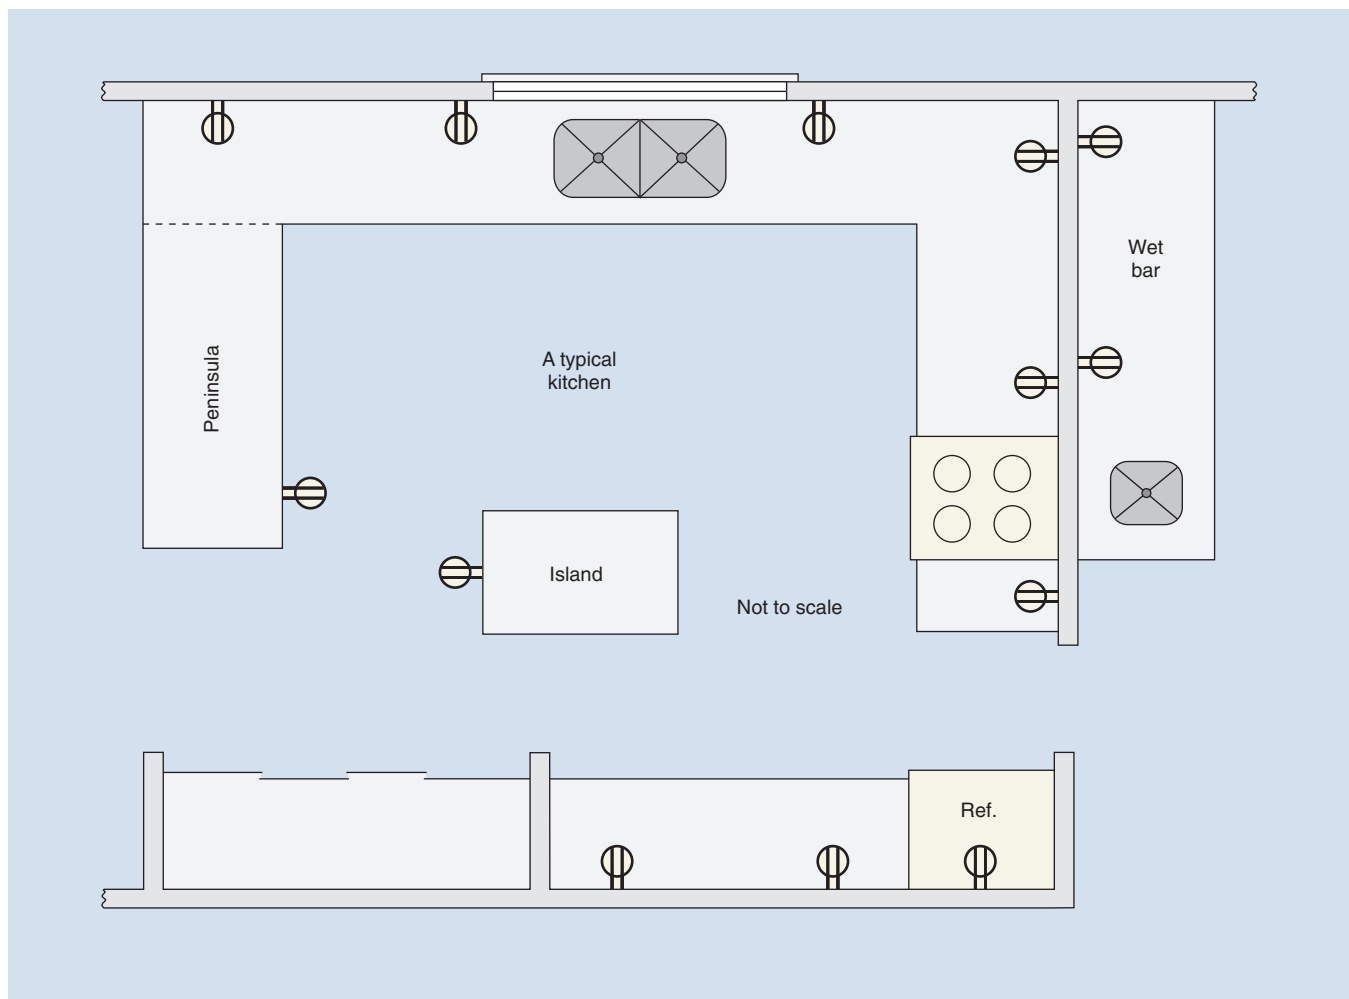 Wet
bar
A typical
kitchen
Peninsula
Island
Not to scale
Ref.